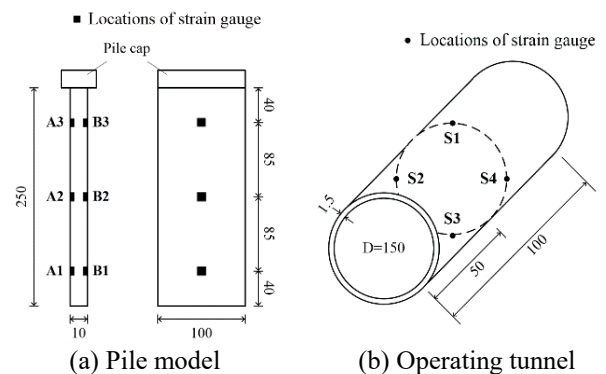 ■ Locations of strain gauge
Pile cap
A3 B3
A2 B2
A1 B1
250
40
85
85
40
10
100
(a) Pile model
• Locations of strain gauge
S1
S2 S4
S3
1.5
D=150
50
100
(b) Operating tunnel